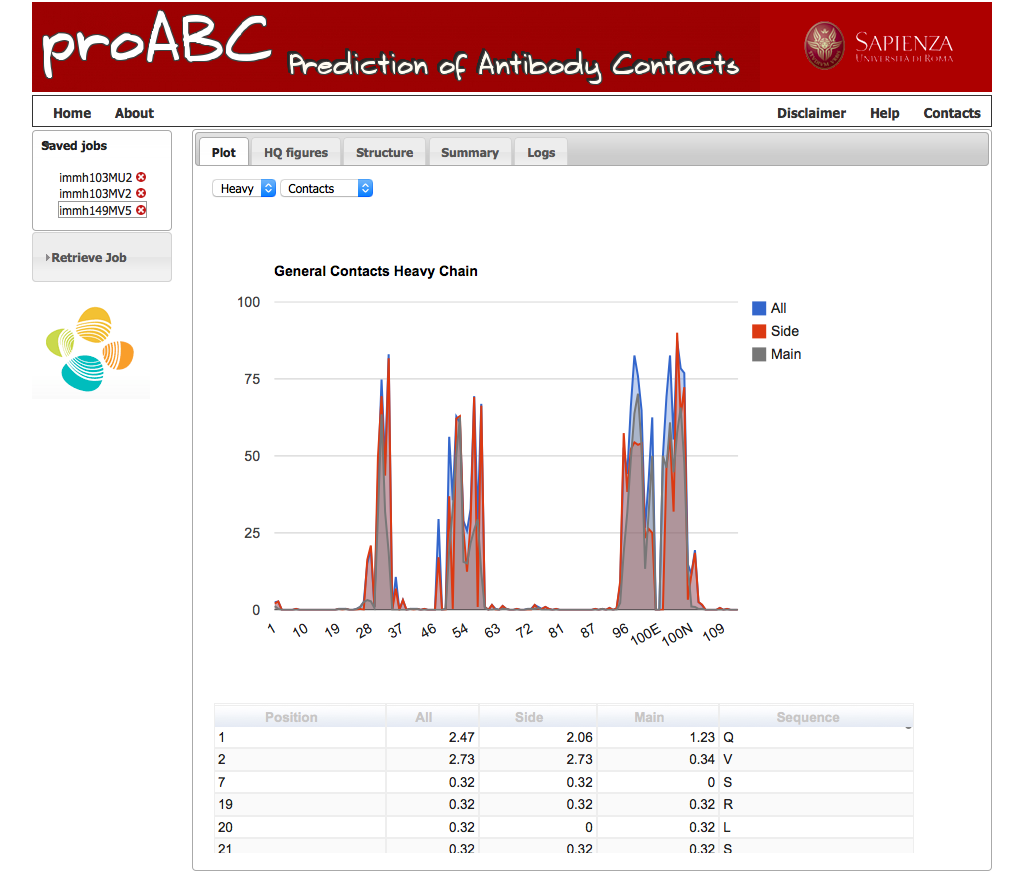 proABC
Prediction of Antibody Contacts
SAPIENZA
UNIVERSITÀ DI ROMA
Home About Disclaimer Help Contacts
Saved jobs
immh103MU2
immh103MV2
immh149MV5
Retrieve Job
Plot HQ figures Structure Summary Logs
Heavy Contacts
General Contacts Heavy Chain
100
75
50
25
0
1 10 19 28 37 46 54 63 72 81 87 96 100E 100N 109
All
Side
Main
Position All Side Main Sequence
1 2.47 2.06 1.23 Q
2 2.73 2.73 0.34 V
7 0.32 0.32 0 S
19 0.32 0.32 0.32 R
20 0.32 0 0.32 L
21 0.32 0.32 0.32 S